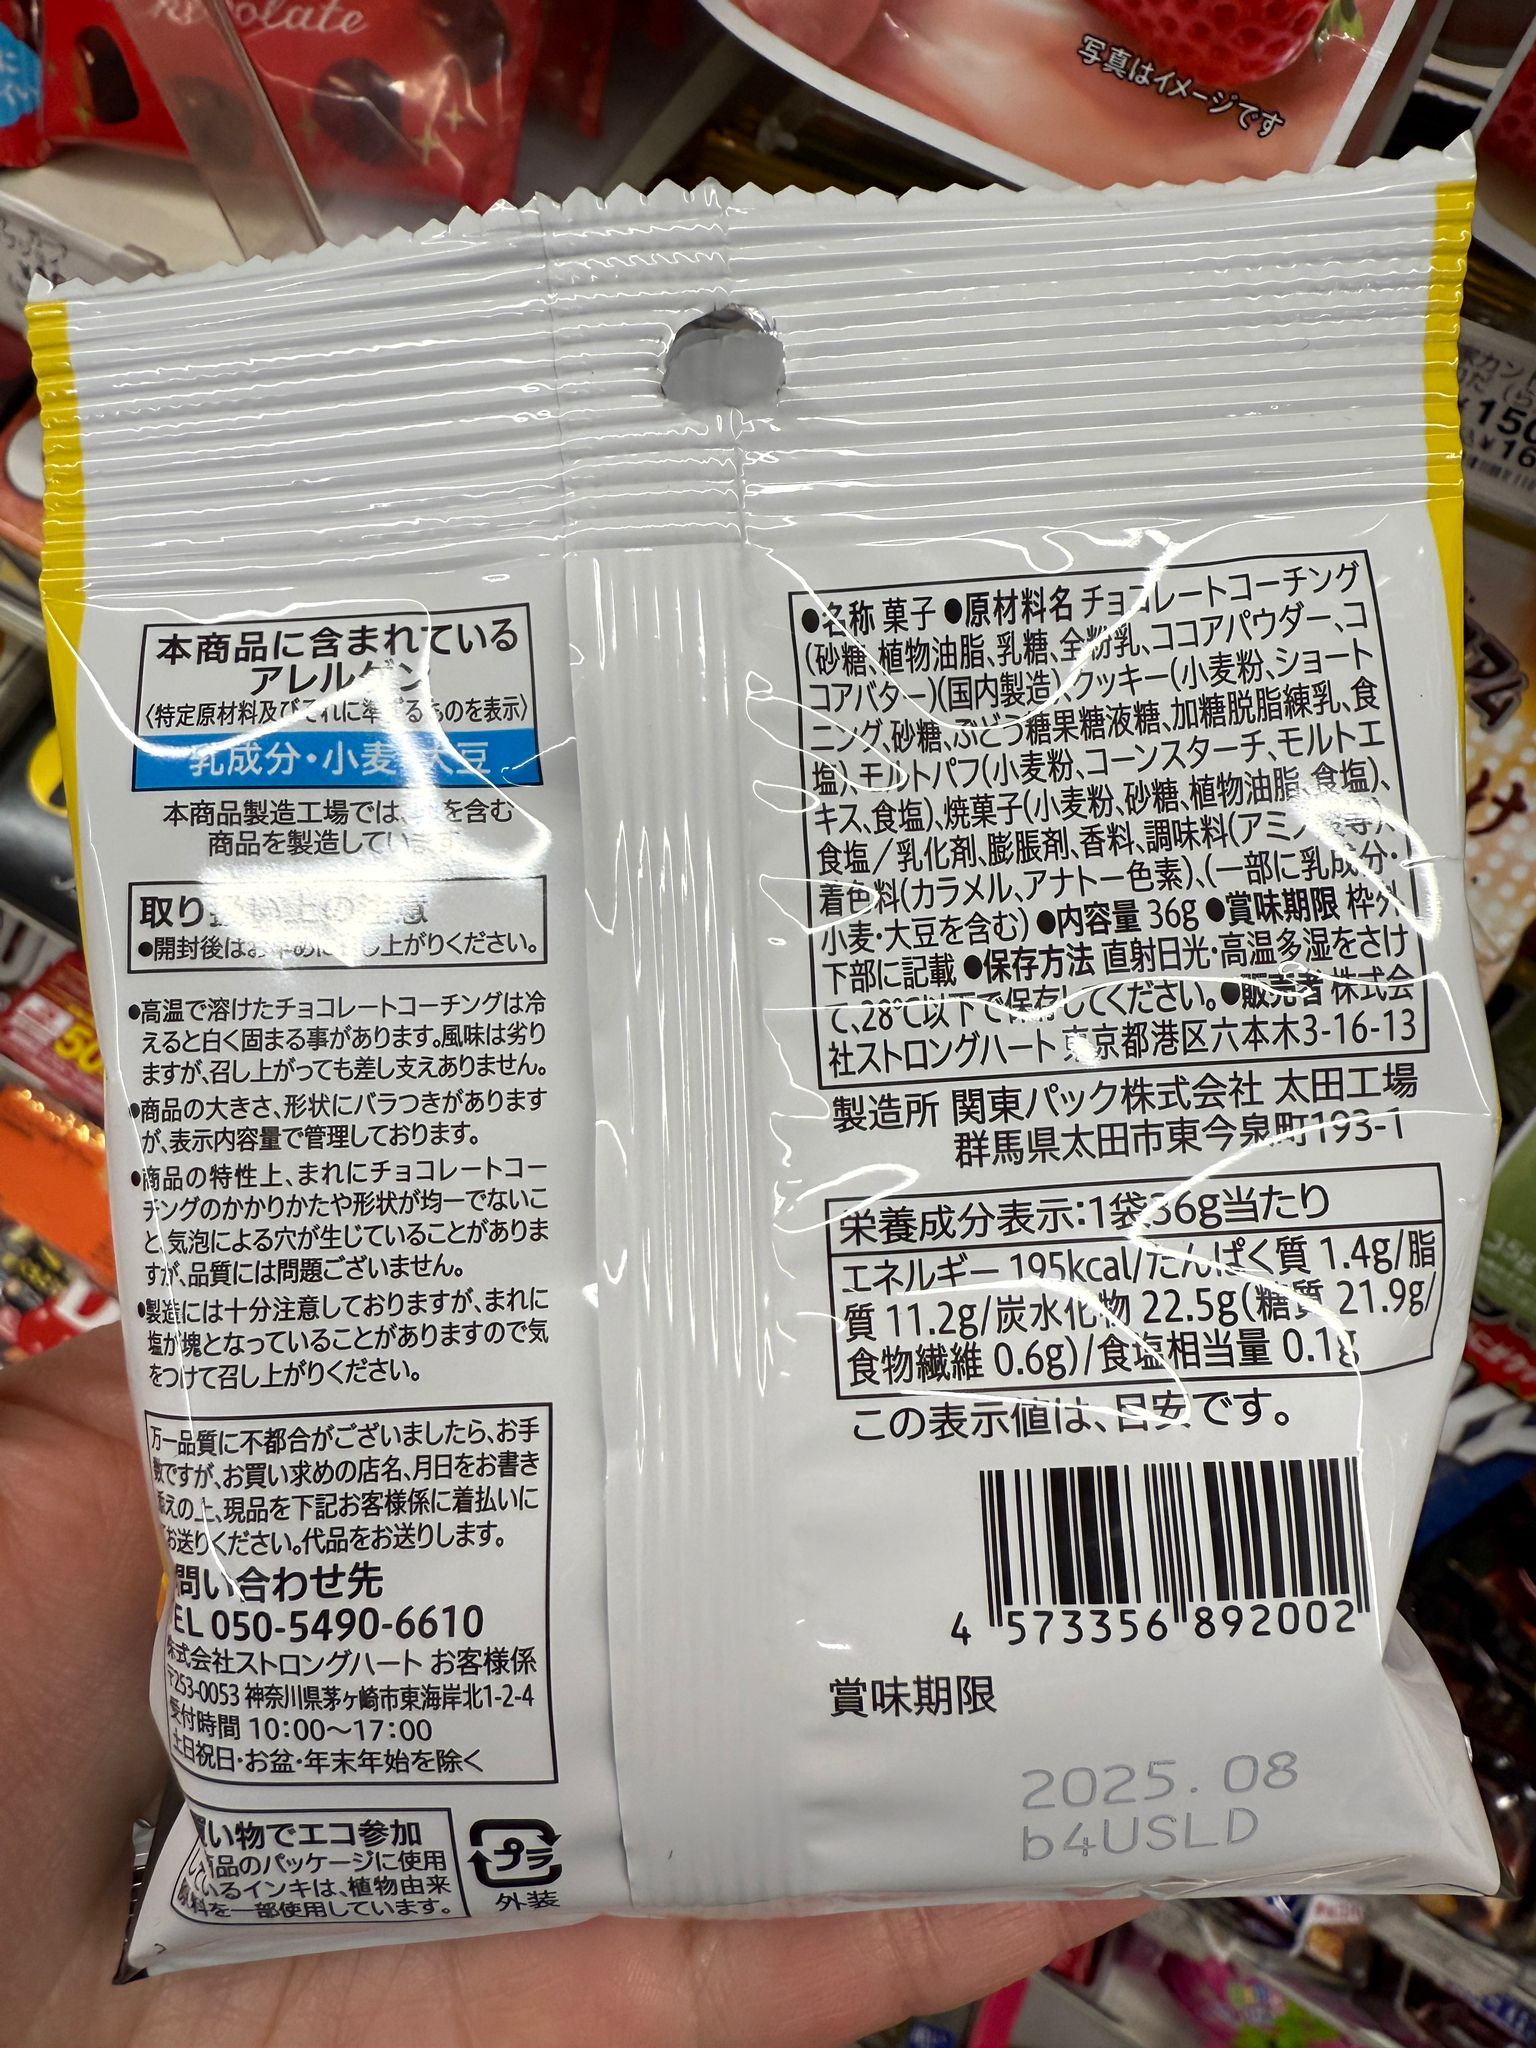 写真はイメージです
本商品に含まれている
アレルゲン
〈特定原材料及びそれに準ずるものを表示〉
乳成分・小麦・大豆
本商品製造工場では、 を含む
商品を製造しています。
取り扱い上の注意
●開封後はお早めに召し上がりください。
●高温で溶けたチョコレートコーチングは冷
えると白く固まる事があります。風味は劣り
ますが、召し上がっても差し支えありません。
●商品の大きさ、形状にバラつきがあります
が、表示内容量で管理しております。
●商品の特性上、まれにチョコレートコー
チングのかかりかたや形状が均一でないこ
と、気泡による穴が生じていることがありま
すが、品質には問題ございません。
●製造には十分注意しておりますが、まれに
塩が塊となっていることがありますので気
をつけて召し上がりください。
万一品質に不都合がございましたら、お手
数ですが、お買い求めの店名、月日をお書き
添えの上、現品を下記お客様係に着払いに
お送りください。代品をお送りします。
問い合わせ先
EL 050-5490-6610
株式会社ストロングハート お客様係
〒253-0053 神奈川県茅ヶ崎市東海岸北1-2-4
受付時間 10:00〜17:00
土日祝日・お盆・年末年始を除く
買い物でエコ参加
商品のパッケージに使用
しているインキは、植物由来
原料を一部使用しています。
プラ
外装
●名称 菓子 ●原材料名 チョコレートコーチング
(砂糖、植物油脂、乳糖、全粉乳、ココアパウダー、コ
コアバター)(国内製造)、クッキー(小麦粉、ショート
ニング、砂糖、ぶどう糖果糖液糖、加糖脱脂練乳、食
塩)、モルトパフ(小麦粉、コーンスターチ、モルトエ
キス、食塩)、焼菓子(小麦粉、砂糖、植物油脂、食塩)、
食塩/乳化剤、膨脹剤、香料、調味料(アミノ酸等)、
着色料(カラメル、アナトー色素)、(一部に乳成分・
小麦・大豆を含む) ●内容量 36g ●賞味期限 枠外
下部に記載 ●保存方法 直射日光・高温多湿をさけ
て、28℃以下で保存してください。●販売者 株式会
社ストロングハート 東京都港区六本木3-16-13
製造所 関東パック株式会社 太田工場
群馬県太田市東今泉町193-1
栄養成分表示:1袋36g当たり
エネルギー 195kcal/たんぱく質 1.4g/脂
質 11.2g/炭水化物 22.5g(糖質 21.9g/
食物繊維 0.6g)/食塩相当量 0.1g
この表示値は、目安です。
4 573356 892002
賞味期限
2025.08
b4USLD